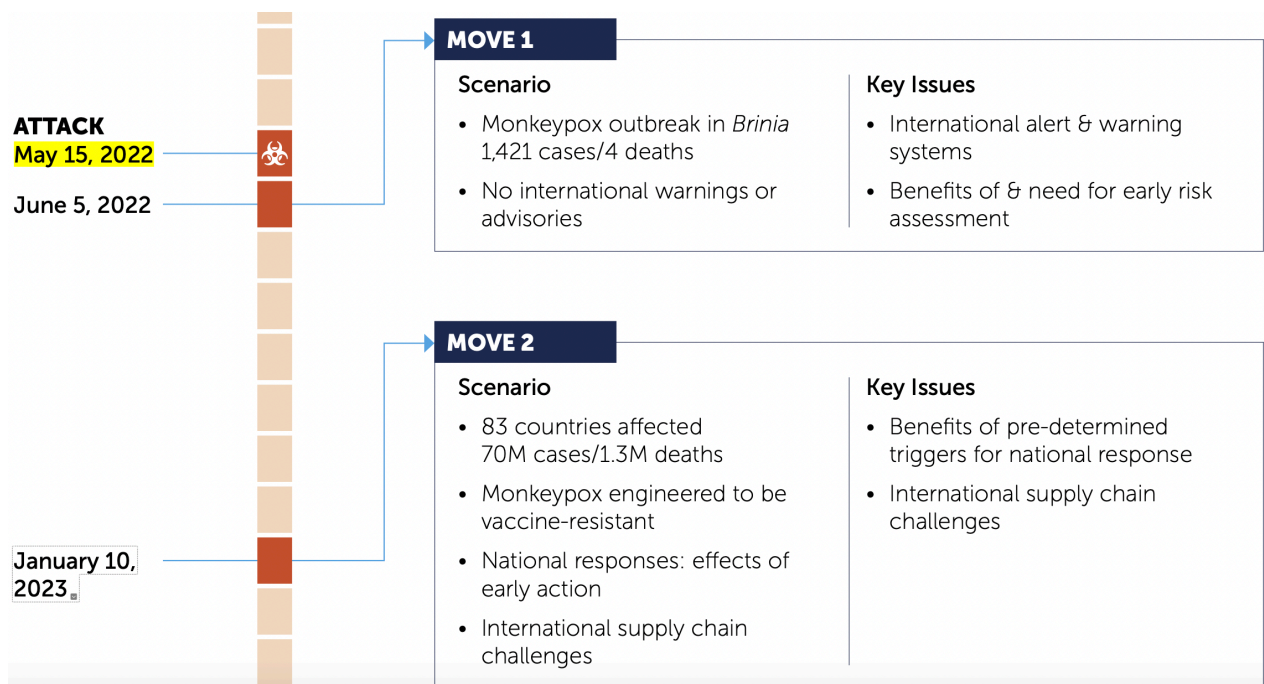 ATTACK
May 15, 2022
June 5, 2022
MOVE 1
Scenario
• Monkeypox outbreak in Brinia
1,421 cases/4 deaths
• No international warnings or
advisories
Key Issues
• International alert & warning
systems
• Benefits of & need for early risk
assessment
January 10,
2023
MOVE 2
Scenario
• 83 countries affected
70M cases/1.3M deaths
• Monkeypox engineered to be
vaccine-resistant
• National responses: effects of
early action
• International supply chain
challenges
Key Issues
• Benefits of pre-determined
triggers for national response
• International supply chain
challenges